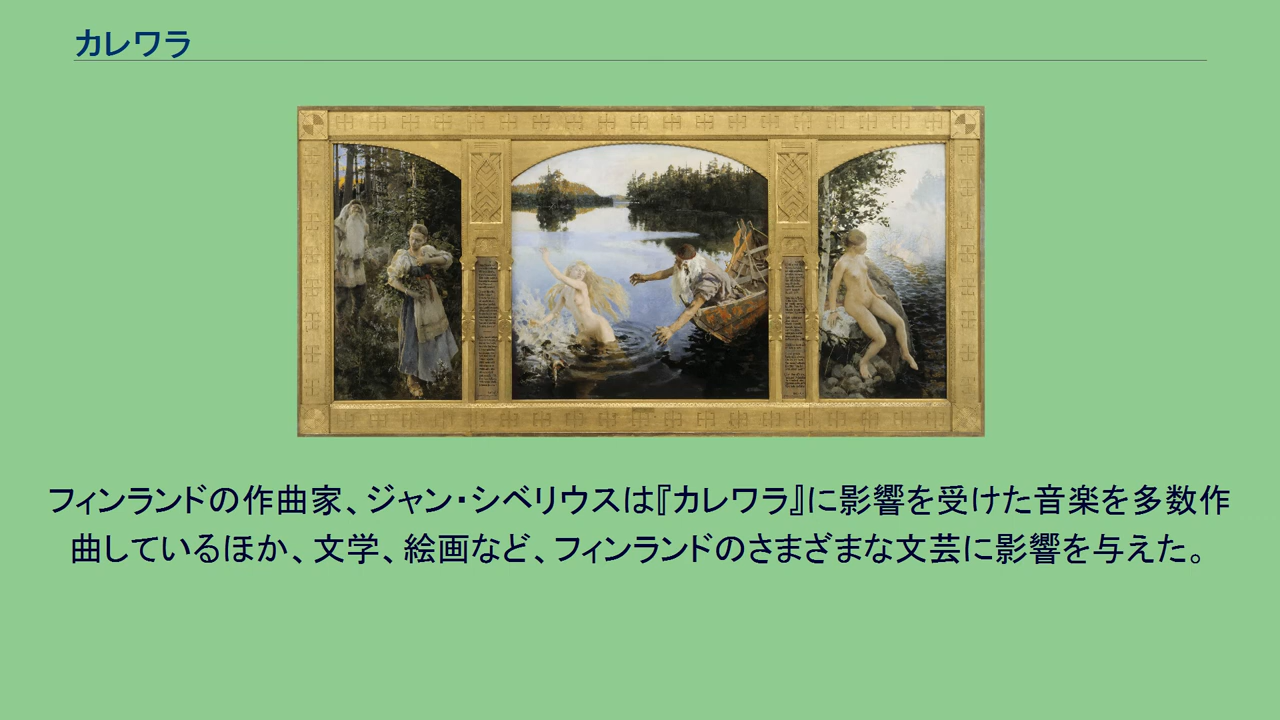 カレワラ
フィンランドの作曲家、ジャン・シベリウスは『カレワラ』に影響を受けた音楽を多数作
曲しているほか、文学、絵画など、フィンランドのさまざまな文芸に影響を与えた。